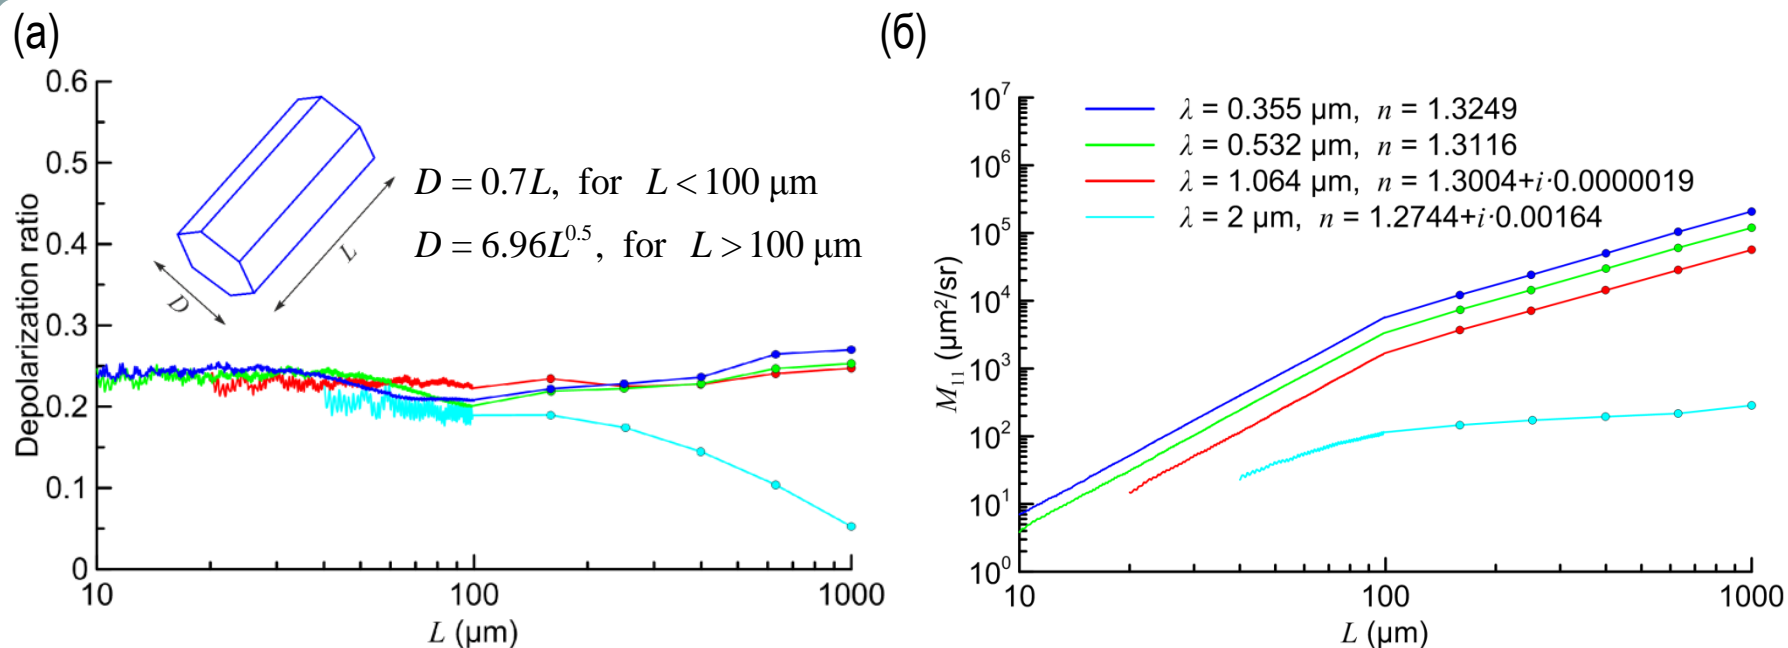 (а)
0.6
0.5
0.4
0.3
0.2
0.1
0
Depolarization ratio
D
L
D = 0.7L, for L < 100 µm
D = 6.96L^0.5, for L > 100 µm
10 100 1000
L (µm)
(б)
10^7
10^6
10^5
10^4
10^3
10^2
10^1
10^0
M_11 (µm^2/sr)
λ = 0.355 µm, n = 1.3249
λ = 0.532 µm, n = 1.3116
λ = 1.064 µm, n = 1.3004+i·0.0000019
λ = 2 µm, n = 1.2744+i·0.00164
10 100 1000
L (µm)